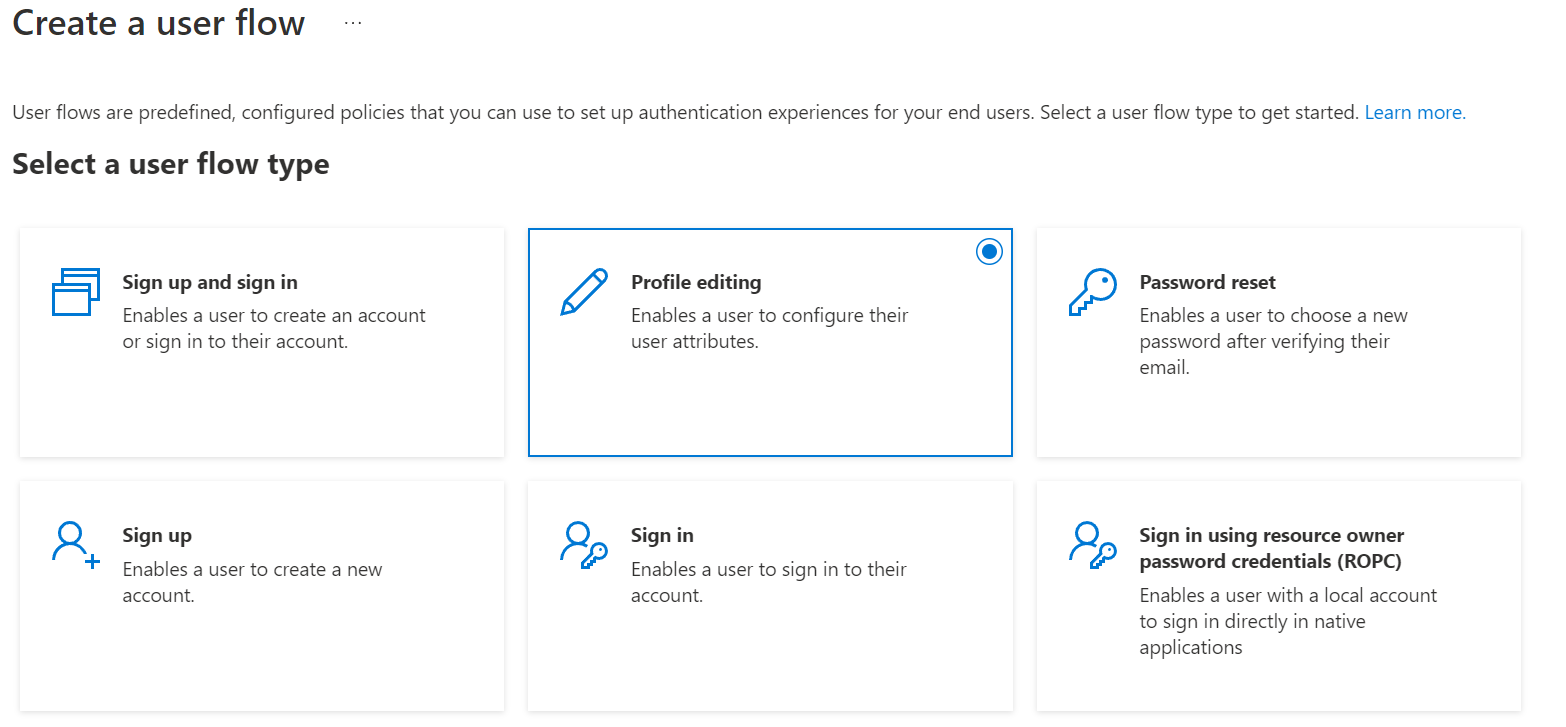 Create a user flow ...
User flows are predefined, configured policies that you can use to set up authentication experiences for your end users. Select a user flow type to get started. Learn more.
Select a user flow type
Sign up and sign in
Enables a user to create an account
or sign in to their account.
Profile editing
Enables a user to configure their
user attributes.
Password reset
Enables a user to choose a new
password after verifying their
email.
Sign up
Enables a user to create a new
account.
Sign in
Enables a user to sign in to their
account.
Sign in using resource owner
password credentials (ROPC)
Enables a user with a local account
to sign in directly in native
applications